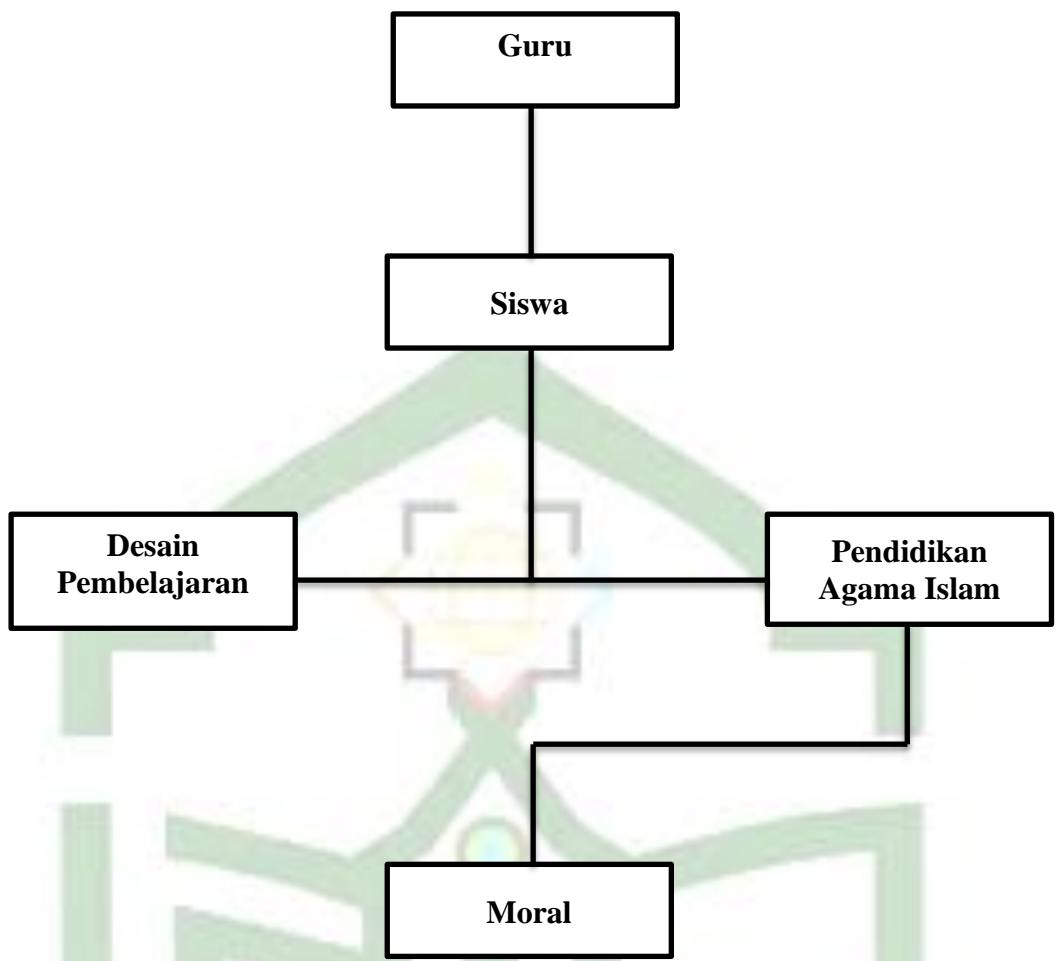 Guru
Siswa
Desain
Pembelajaran
Pendidikan
Agama Islam
Moral